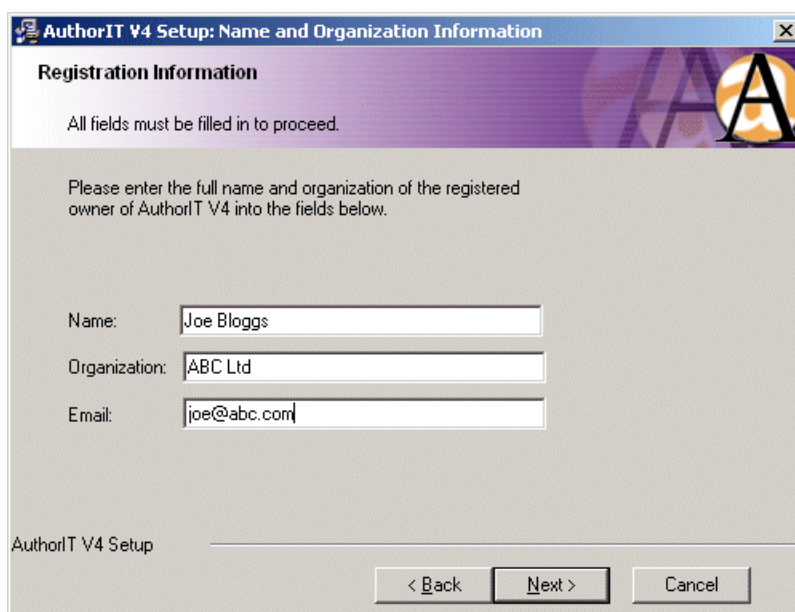 AuthorIT V4 Setup: Name and Organization Information
Registration Information
All fields must be filled in to proceed.
Please enter the full name and organization of the registered
owner of AuthorIT V4 into the fields below.
Name: Joe Bloggs
Organization: ABC Ltd
Email: joe@abc.com
AuthorIT V4 Setup
< Back Next > Cancel